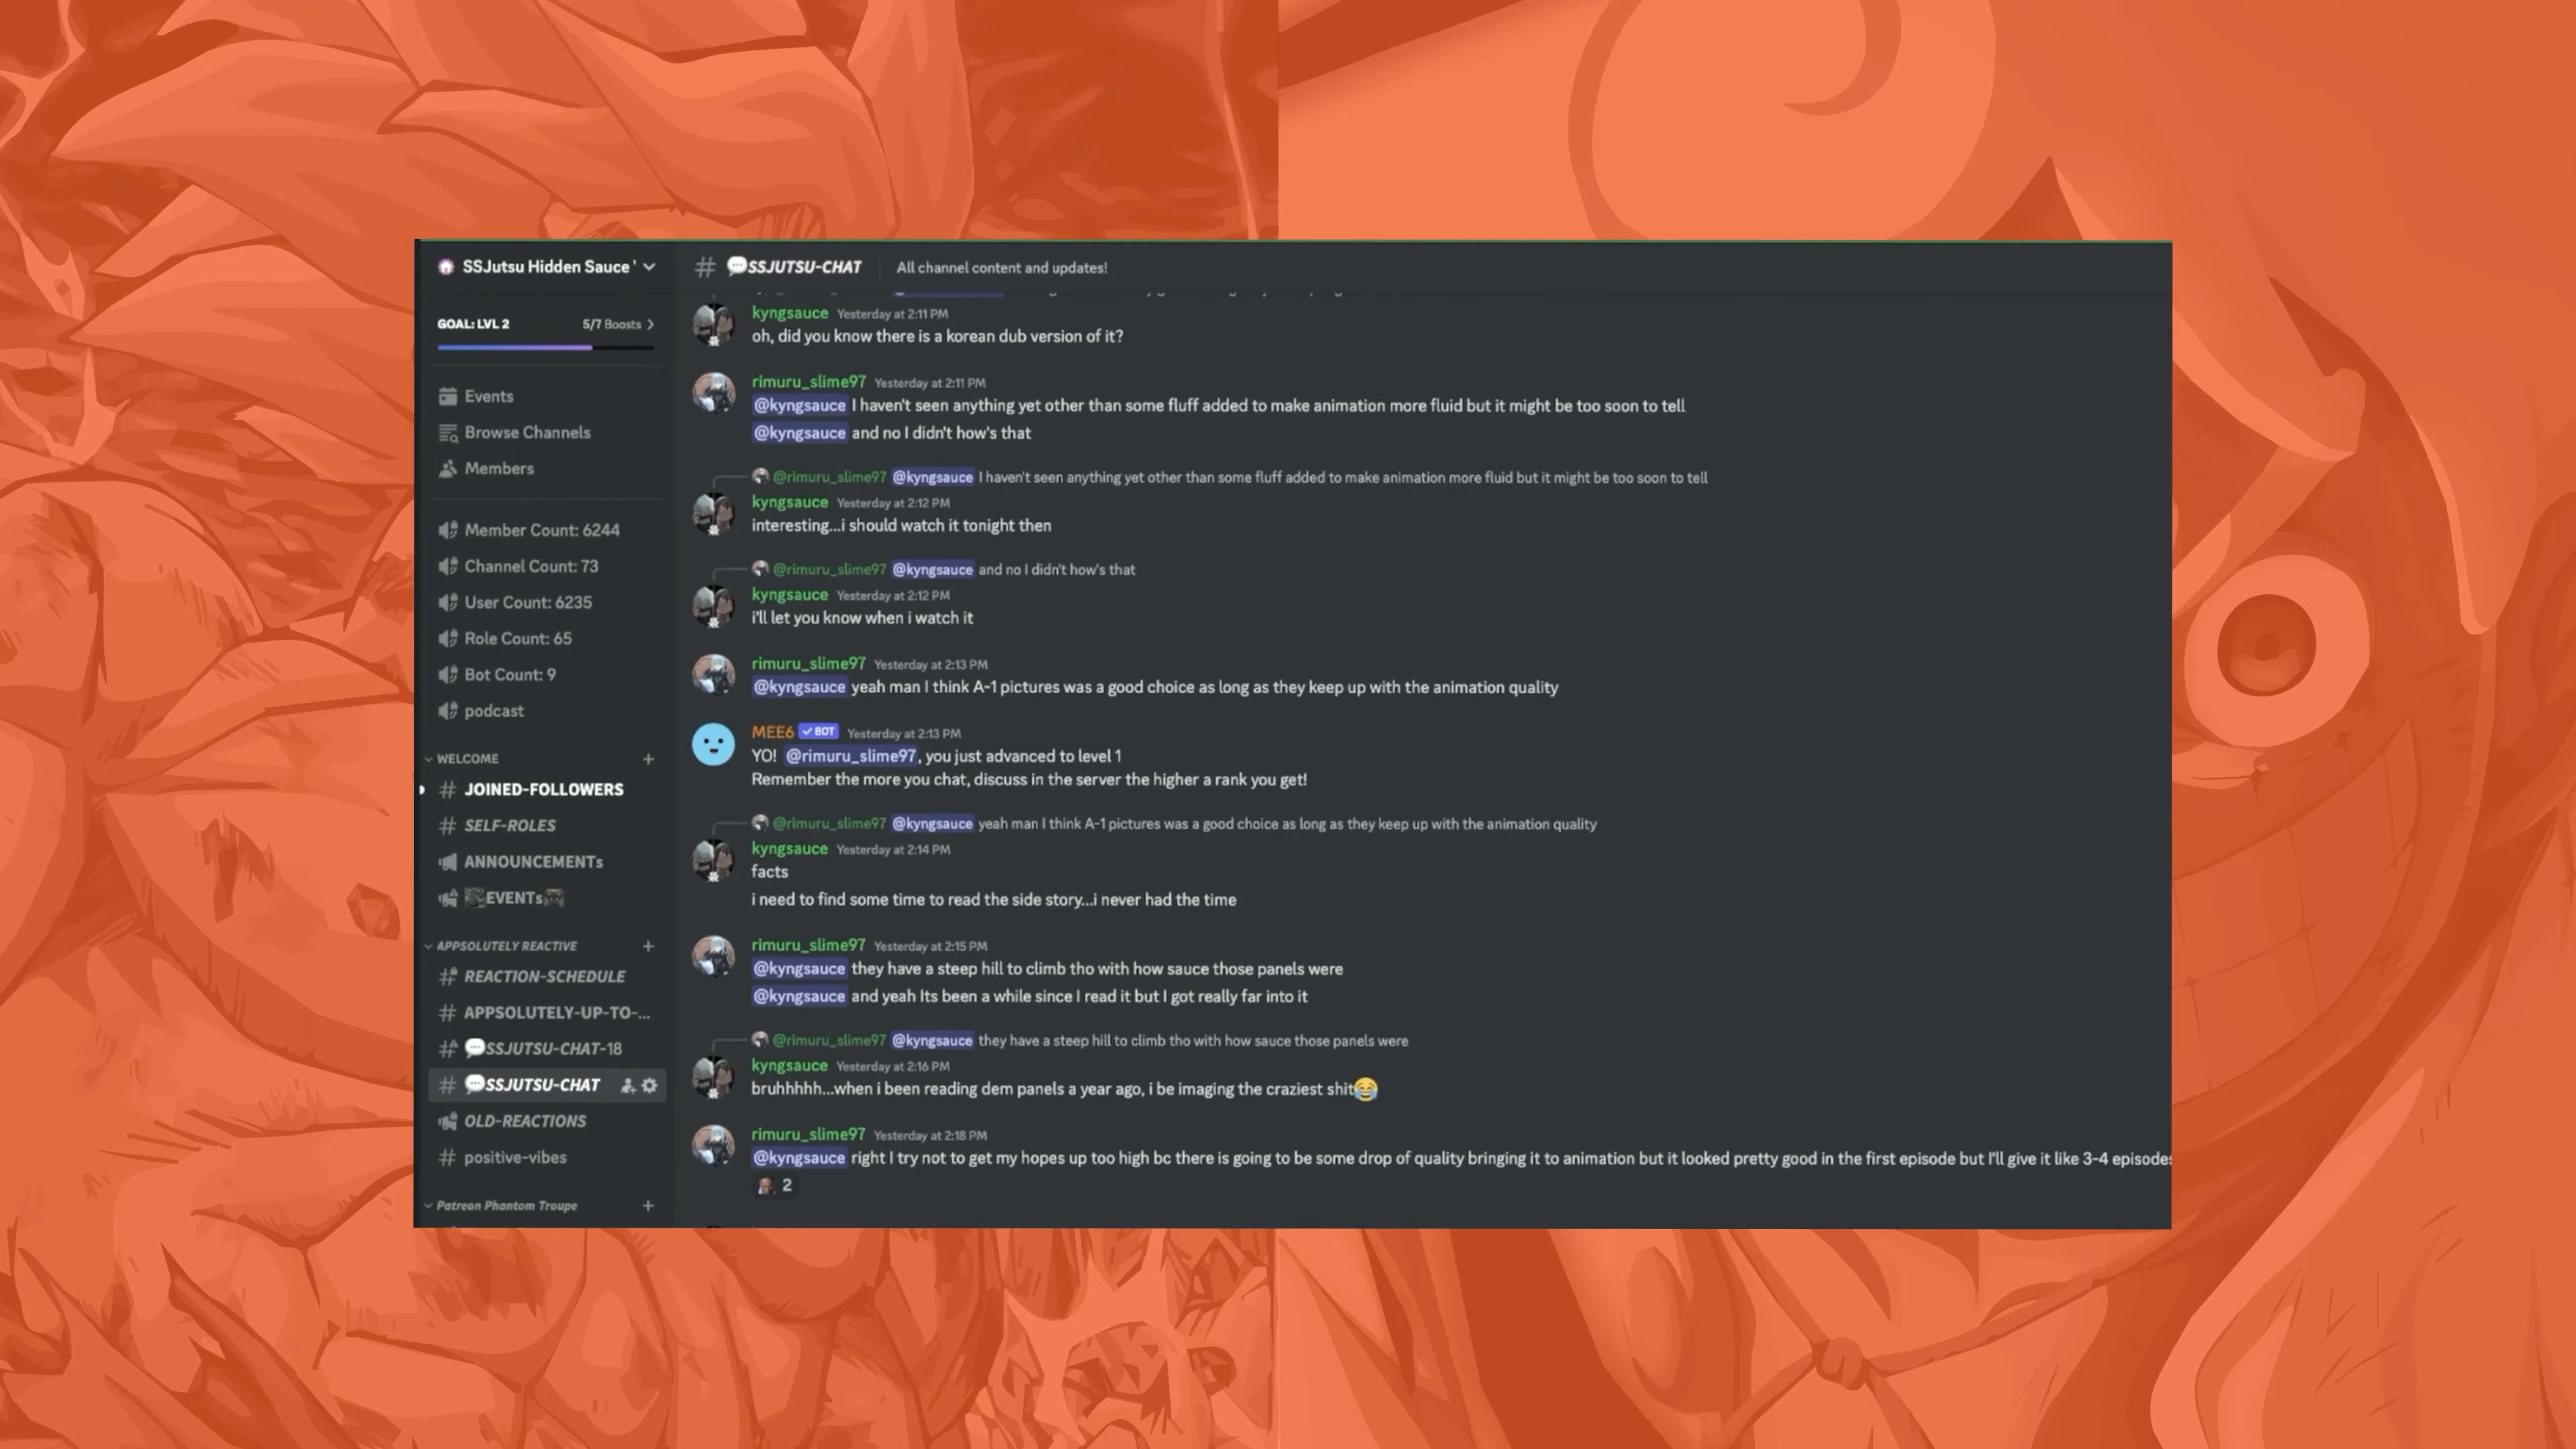 SSJutsu Hidden Sauce '
GOAL: LVL 2
5/7 Boosts
Events
Browse Channels
Members
Member Count: 6244
Channel Count: 73
User Count: 6235
Role Count: 65
Bot Count: 9
podcast
WELCOME
JOINED-FOLLOWERS
SELF-ROLES
ANNOUNCEMENTs
EVENTs
APPSOLUTELY REACTIVE
REACTION-SCHEDULE
APPSOLUTELY-UP-TO-...
💬SSJUTSU-CHAT-18
💬SSJUTSU-CHAT
OLD-REACTIONS
positive-vibes
Patreon Phantom Troupe
# 💬SSJUTSU-CHAT
All channel content and updates!
kyngsauce Yesterday at 2:11 PM
oh, did you know there is a korean dub version of it?
rimuru_slime97 Yesterday at 2:11 PM
@kyngsauce I haven't seen anything yet other than some fluff added to make animation more fluid but it might be too soon to tell
@kyngsauce and no I didn't how's that
@rimuru_slime97 @kyngsauce I haven't seen anything yet other than some fluff added to make animation more fluid but it might be too soon to tell
kyngsauce Yesterday at 2:12 PM
interesting...i should watch it tonight then
@rimuru_slime97 @kyngsauce and no I didn't how's that
kyngsauce Yesterday at 2:12 PM
i'll let you know when i watch it
rimuru_slime97 Yesterday at 2:13 PM
@kyngsauce yeah man I think A-1 pictures was a good choice as long as they keep up with the animation quality
MEE6 ✓ BOT Yesterday at 2:13 PM
YO! @rimuru_slime97, you just advanced to level 1
Remember the more you chat, discuss in the server the higher a rank you get!
@rimuru_slime97 @kyngsauce yeah man I think A-1 pictures was a good choice as long as they keep up with the animation quality
kyngsauce Yesterday at 2:14 PM
facts
i need to find some time to read the side story...i never had the time
rimuru_slime97 Yesterday at 2:15 PM
@kyngsauce they have a steep hill to climb tho with how sauce those panels were
@kyngsauce and yeah Its been a while since I read it but I got really far into it
@rimuru_slime97 @kyngsauce they have a steep hill to climb tho with how sauce those panels were
kyngsauce Yesterday at 2:16 PM
bruhhhhh...when i been reading dem panels a year ago, i be imaging the craziest shit😂
rimuru_slime97 Yesterday at 2:18 PM
@kyngsauce right I try not to get my hopes up too high bc there is going to be some drop of quality bringing it to animation but it looked pretty good in the first episode but I'll give it like 3-4 episodes
2